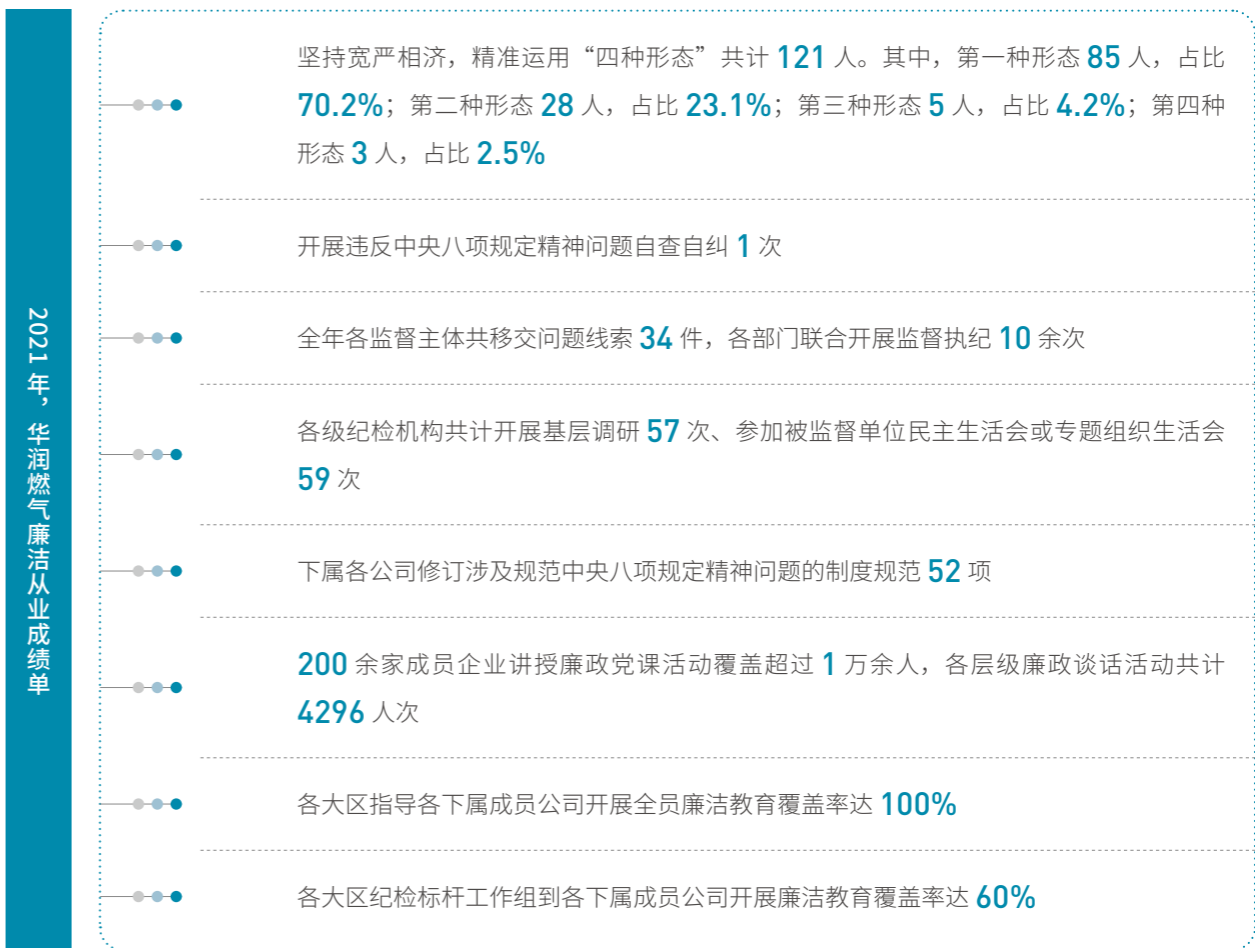 2021年，华润燃气廉洁从业成绩单
坚持宽严相济，精准运用“四种形态”共计 121 人。其中，第一种形态 85 人，占比
70.2%；第二种形态 28 人，占比 23.1%；第三种形态 5 人，占比 4.2%；第四种
形态 3 人，占比 2.5%
开展违反中央八项规定精神问题自查自纠 1 次
全年各监督主体共移交问题线索 34 件，各部门联合开展监督执纪 10 余次
各级纪检机构共计开展基层调研 57 次、参加被监督单位民主生活会或专题组织生活会
59 次
下属各公司修订涉及规范中央八项规定精神问题的制度规范 52 项
200 余家成员企业讲授廉政党课活动覆盖超过 1 万余人，各层级廉政谈话活动共计
4296 人次
各大区指导各下属成员公司开展全员廉洁教育覆盖率达 100%
各大区纪检标杆工作组到各下属成员公司开展廉洁教育覆盖率达 60%